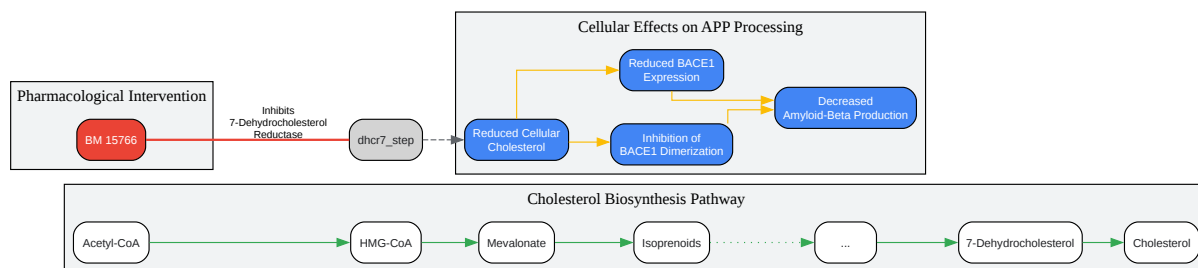 Cellular Effects on APP Processing
Reduced BACE1
Expression
Pharmacological Intervention
Decreased
Amyloid-Beta Production
Inhibits
7-Dehydrocholesterol
Reductase
BM 15766
dhcr7_step
Reduced Cellular
Cholesterol
Inhibition of
BACE1 Dimerization
Cholesterol Biosynthesis Pathway
Acetyl-CoA
HMG-CoA
Mevalonate
Isoprenoids
...
7-Dehydrocholesterol
Cholesterol